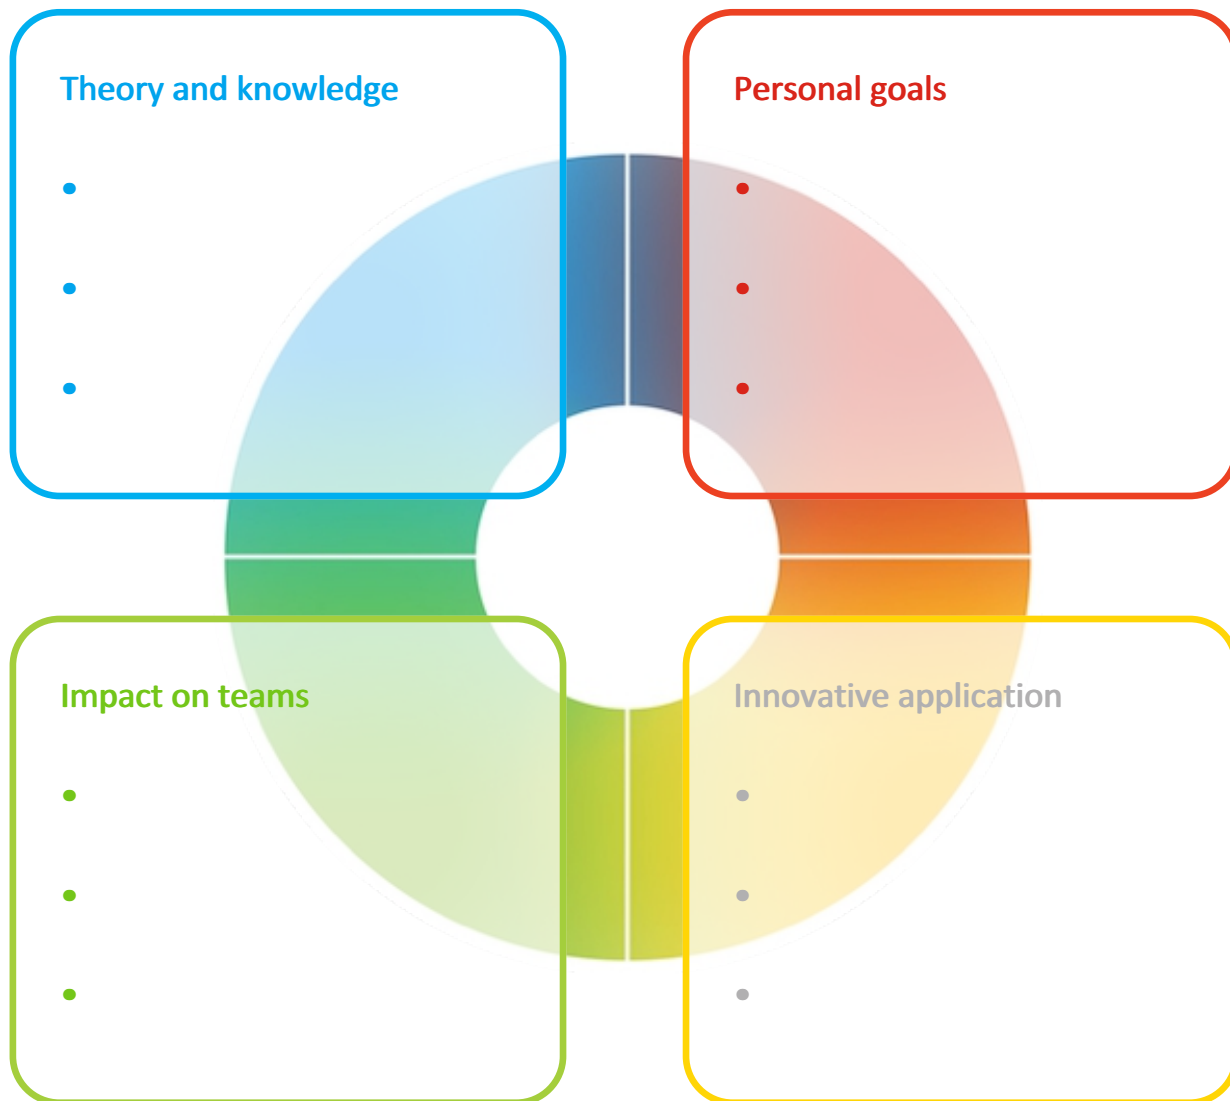 Theory and knowledge
Personal goals
Impact on teams
Innovative application